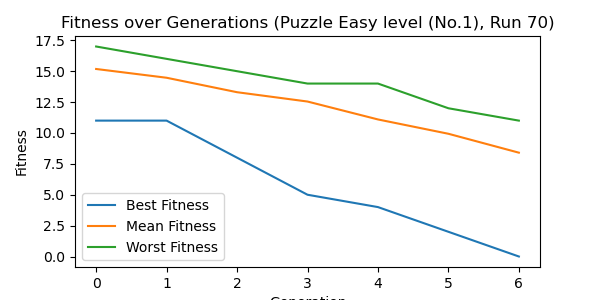 Fitness over Generations (Puzzle Easy level (No.1), Run 70)
17.5
15.0
12.5
10.0
7.5
5.0
2.5
0.0
Fitness
Best Fitness
Mean Fitness
Worst Fitness
0 1 2 3 4 5 6
Generation